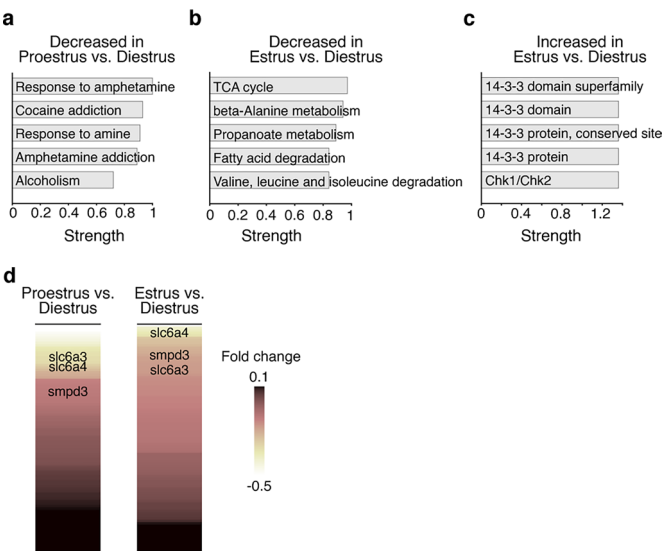 a
Decreased in
Proestrus vs. Diestrus
Response to amphetamine
Cocaine addiction
Response to amine
Amphetamine addiction
Alcoholism
0 0.2 0.4 0.6 0.8 1
Strength
b
Decreased in
Estrus vs. Diestrus
TCA cycle
beta-Alanine metabolism
Propanoate metabolism
Fatty acid degradation
Valine, leucine and isoleucine degradation
0 0.2 0.4 0.6 0.8 1
Strength
c
Increased in
Estrus vs. Diestrus
14-3-3 domain superfamily
14-3-3 domain
14-3-3 protein, conserved site
14-3-3 protein
Chk1/Chk2
0 0.4 0.8 1.2
Strength
d
Proestrus vs.
Diestrus
slc6a3
slc6a4
smpd3
Estrus vs.
Diestrus
slc6a4
smpd3
slc6a3
Fold change
0.1
-0.5